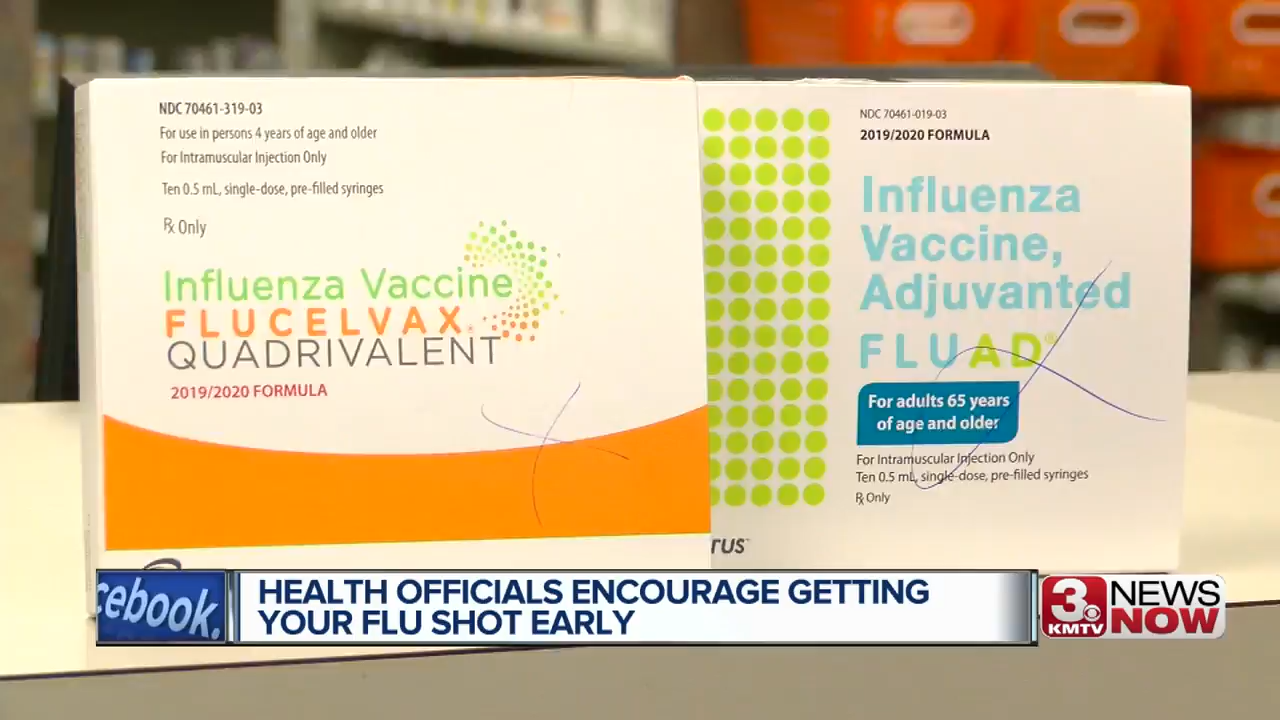 NDC 70461-319-03
For use in persons 4 years of age and older
For Intramuscular Injection Only
Ten 0.5 mL, single-dose, pre-filled syringes
Rx Only
Influenza Vaccine
FLUCELVAX®
QUADRIVALENT
2019/2020 FORMULA
NDC 70461-019-03
2019/2020 FORMULA
Influenza
Vaccine,
Adjuvanted
FLUAD®
For adults 65 years
of age and older
For Intramuscular Injection Only
Ten 0.5 mL, single-dose, pre-filled syringes
Rx Only
TUS™
cebook.
HEALTH OFFICIALS ENCOURAGE GETTING
YOUR FLU SHOT EARLY
3 NEWS
KMTV NOW